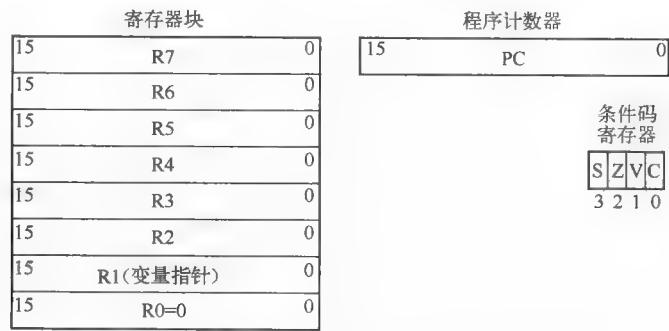 寄存器块
15 R7 0
15 R6 0
15 R5 0
15 R4 0
15 R3 0
15 R2 0
15 R1(变量指针) 0
15 R0=0 0
程序计数器
15 PC 0
条件码
寄存器
S Z V C
3 2 1 0